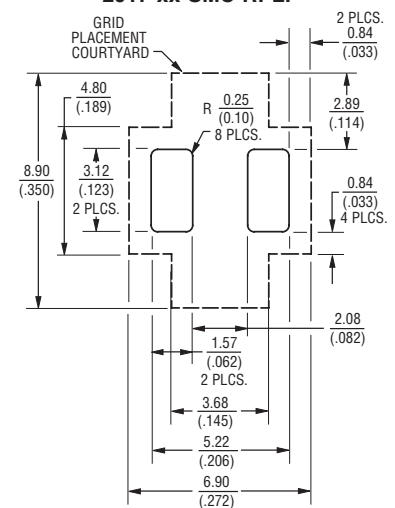 GRID
PLACEMENT
COURTYARD
2 PLCS.
0.84
(.033)
4.80
(.189)
R 0.25
(0.10)
8 PLCS.
2.89
(.114)
8.90
(.350)
3.12
(.123)
2 PLCS.
0.84
(.033)
4 PLCS.
2.08
(.082)
1.57
(.062)
2 PLCS.
3.68
(.145)
5.22
(.206)
6.90
(.272)